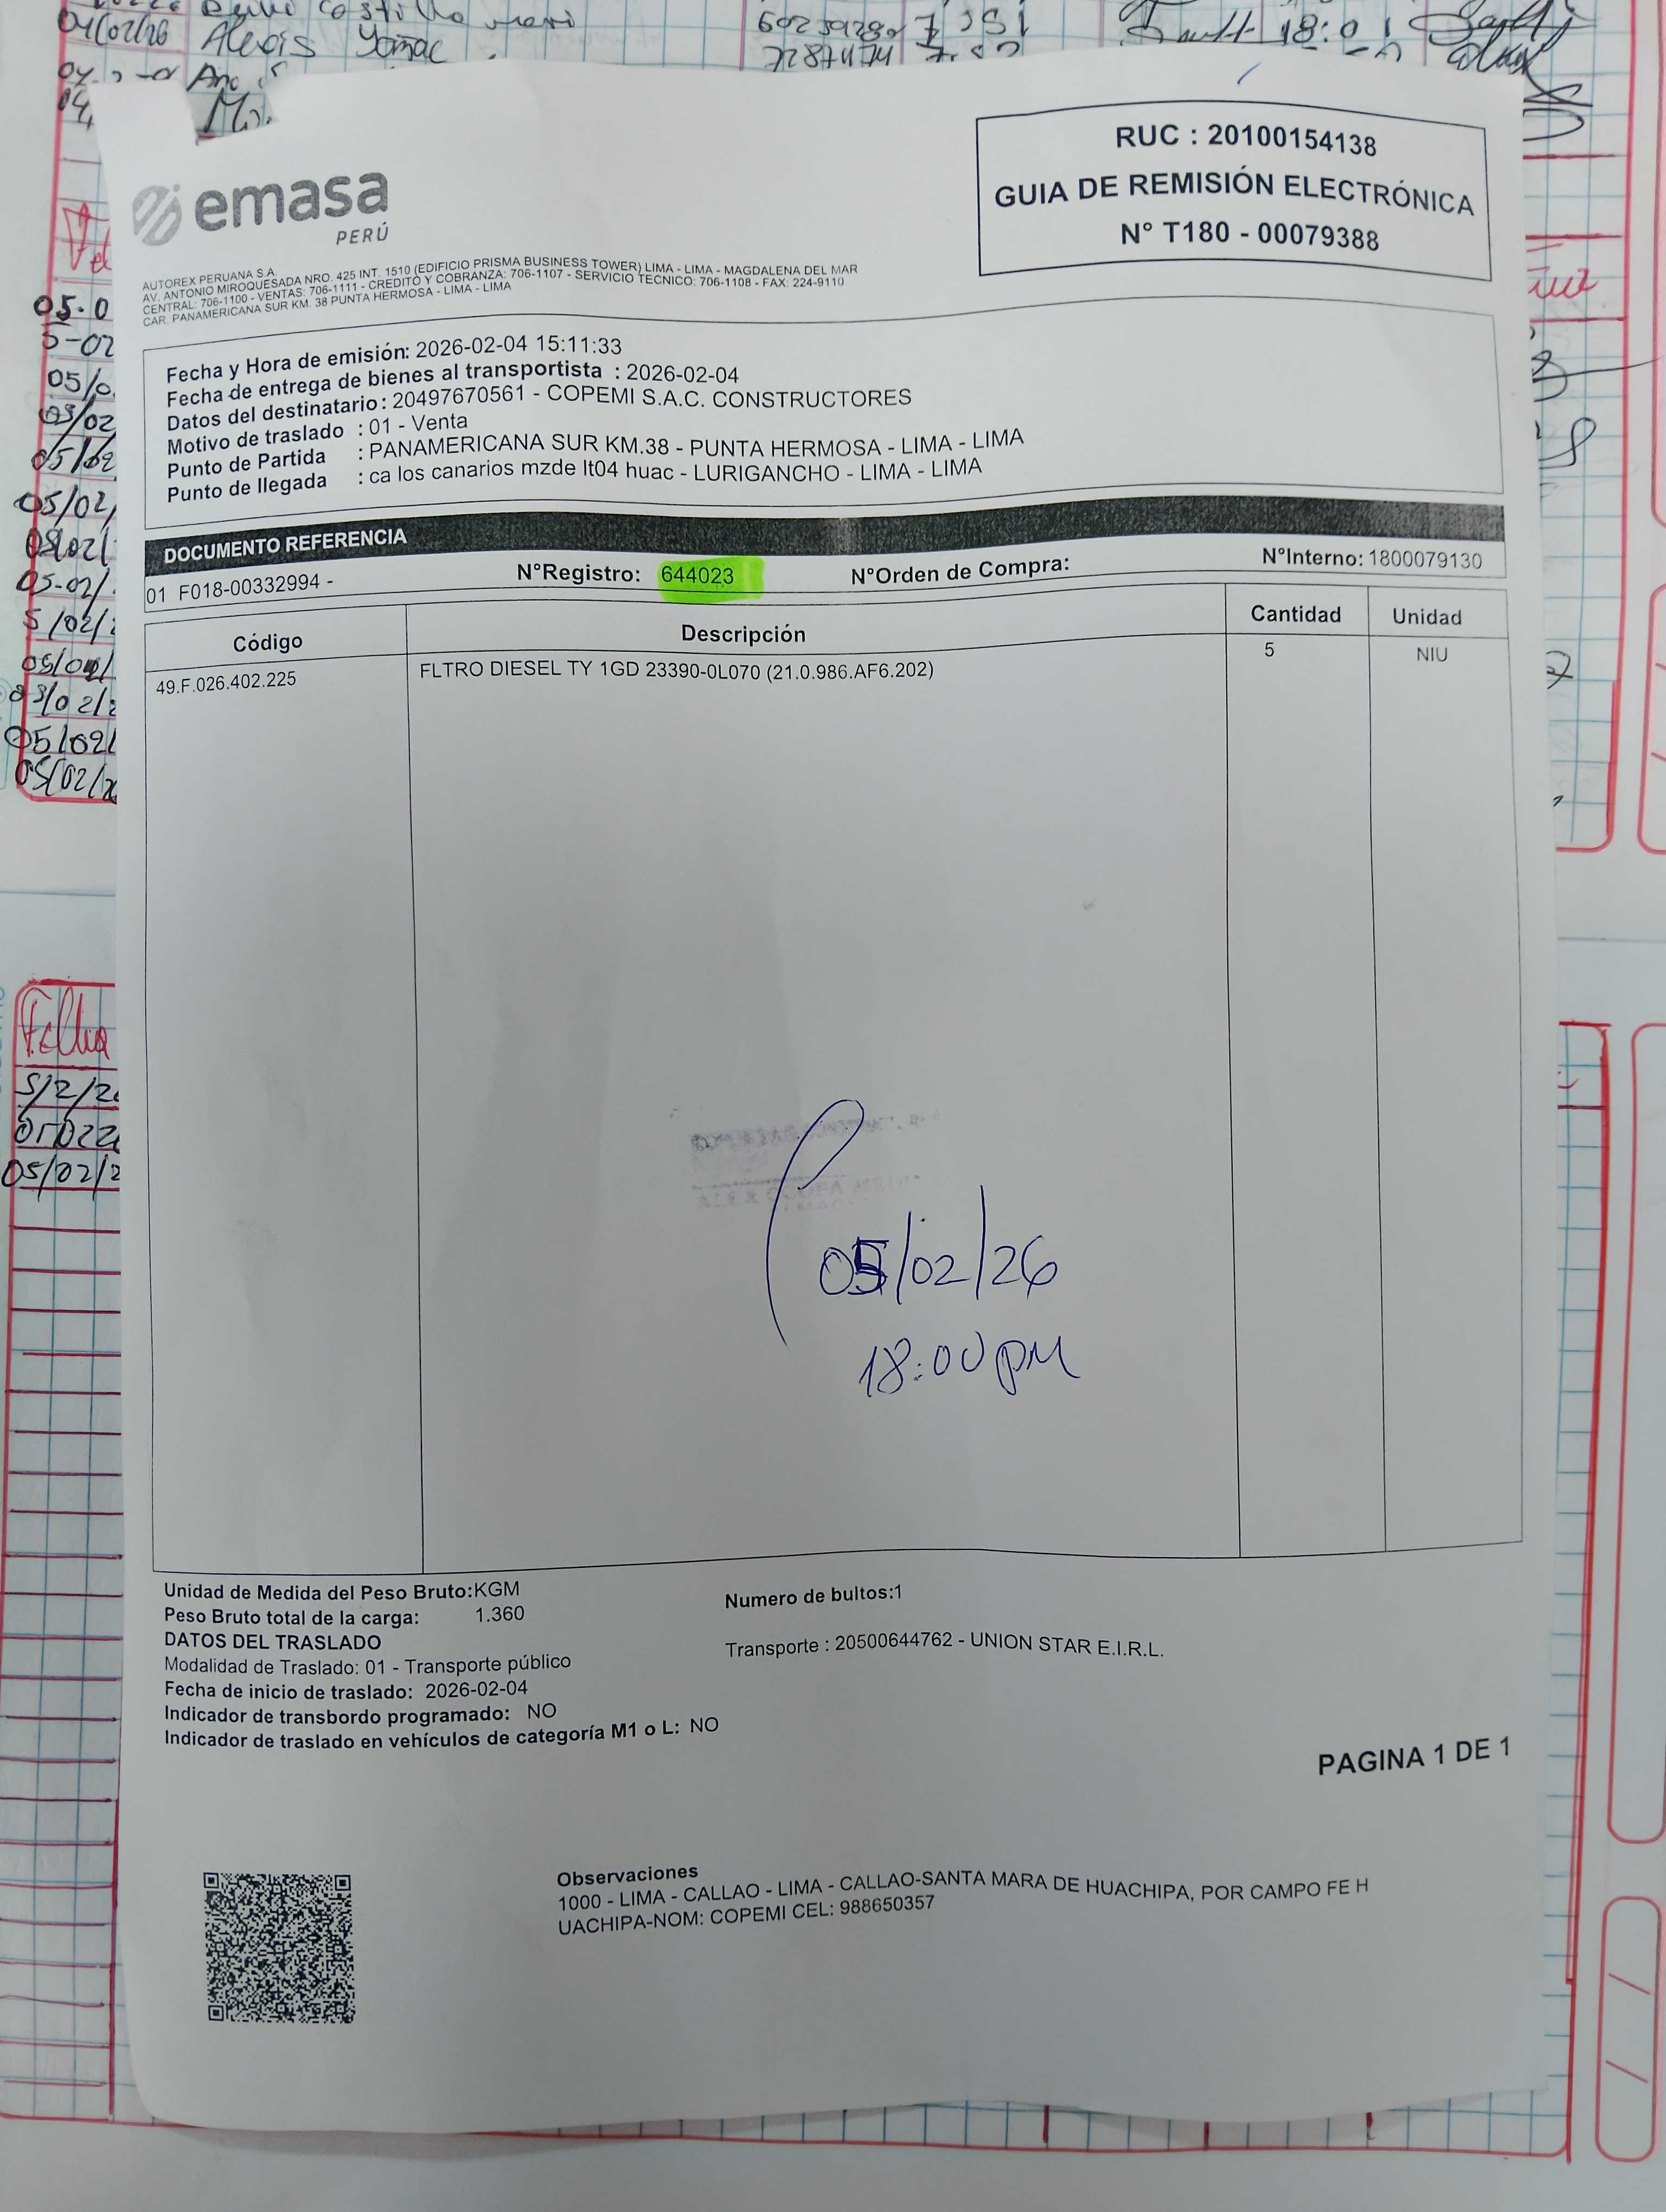 04/02/26 Alexis
RUC : 20100154138
GUIA DE REMISIÓN ELECTRÓNICA
N° T180 - 00079388
emasa
PERÚ
AUTOREX PERUANA S.A.
AV. ANTONIO MIROQUESADA NRO. 425 INT. 1510 (EDIFICIO PRISMA BUSINESS TOWER) LIMA - LIMA - MAGDALENA DEL MAR
CENTRAL: 706-1100 - VENTAS: 706-1111 - CREDITO Y COBRANZA: 706-1107 - SERVICIO TECNICO: 706-1108 - FAX: 224-9110
CAR. PANAMERICANA SUR KM. 38 PUNTA HERMOSA - LIMA - LIMA
Fecha y Hora de emisión: 2026-02-04 15:11:33
Fecha de entrega de bienes al transportista : 2026-02-04
Datos del destinatario : 20497670561 - COPEMI S.A.C. CONSTRUCTORES
Motivo de traslado : 01 - Venta
Punto de Partida : PANAMERICANA SUR KM.38 - PUNTA HERMOSA - LIMA - LIMA
Punto de llegada : ca los canarios mzde lt04 huac - LURIGANCHO - LIMA - LIMA
DOCUMENTO REFERENCIA
01 F018-00332994 - N°Registro: 644023 N°Orden de Compra: N°Interno: 1800079130
Código Descripción Cantidad Unidad
49.F.026.402.225 FLTRO DIESEL TY 1GD 23390-0L070 (21.0.986.AF6.202) 5 NIU
05/02/26
18:00 pM
Unidad de Medida del Peso Bruto:KGM
Peso Bruto total de la carga: 1.360
Numero de bultos:1
DATOS DEL TRASLADO
Modalidad de Traslado: 01 - Transporte público
Transporte : 20500644762 - UNION STAR E.I.R.L.
Fecha de inicio de traslado: 2026-02-04
Indicador de transbordo programado: NO
Indicador de traslado en vehículos de categoría M1 o L: NO
PAGINA 1 DE 1
Observaciones
1000 - LIMA - CALLAO - LIMA - CALLAO-SANTA MARA DE HUACHIPA, POR CAMPO FE H
UACHIPA-NOM: COPEMI CEL: 988650357